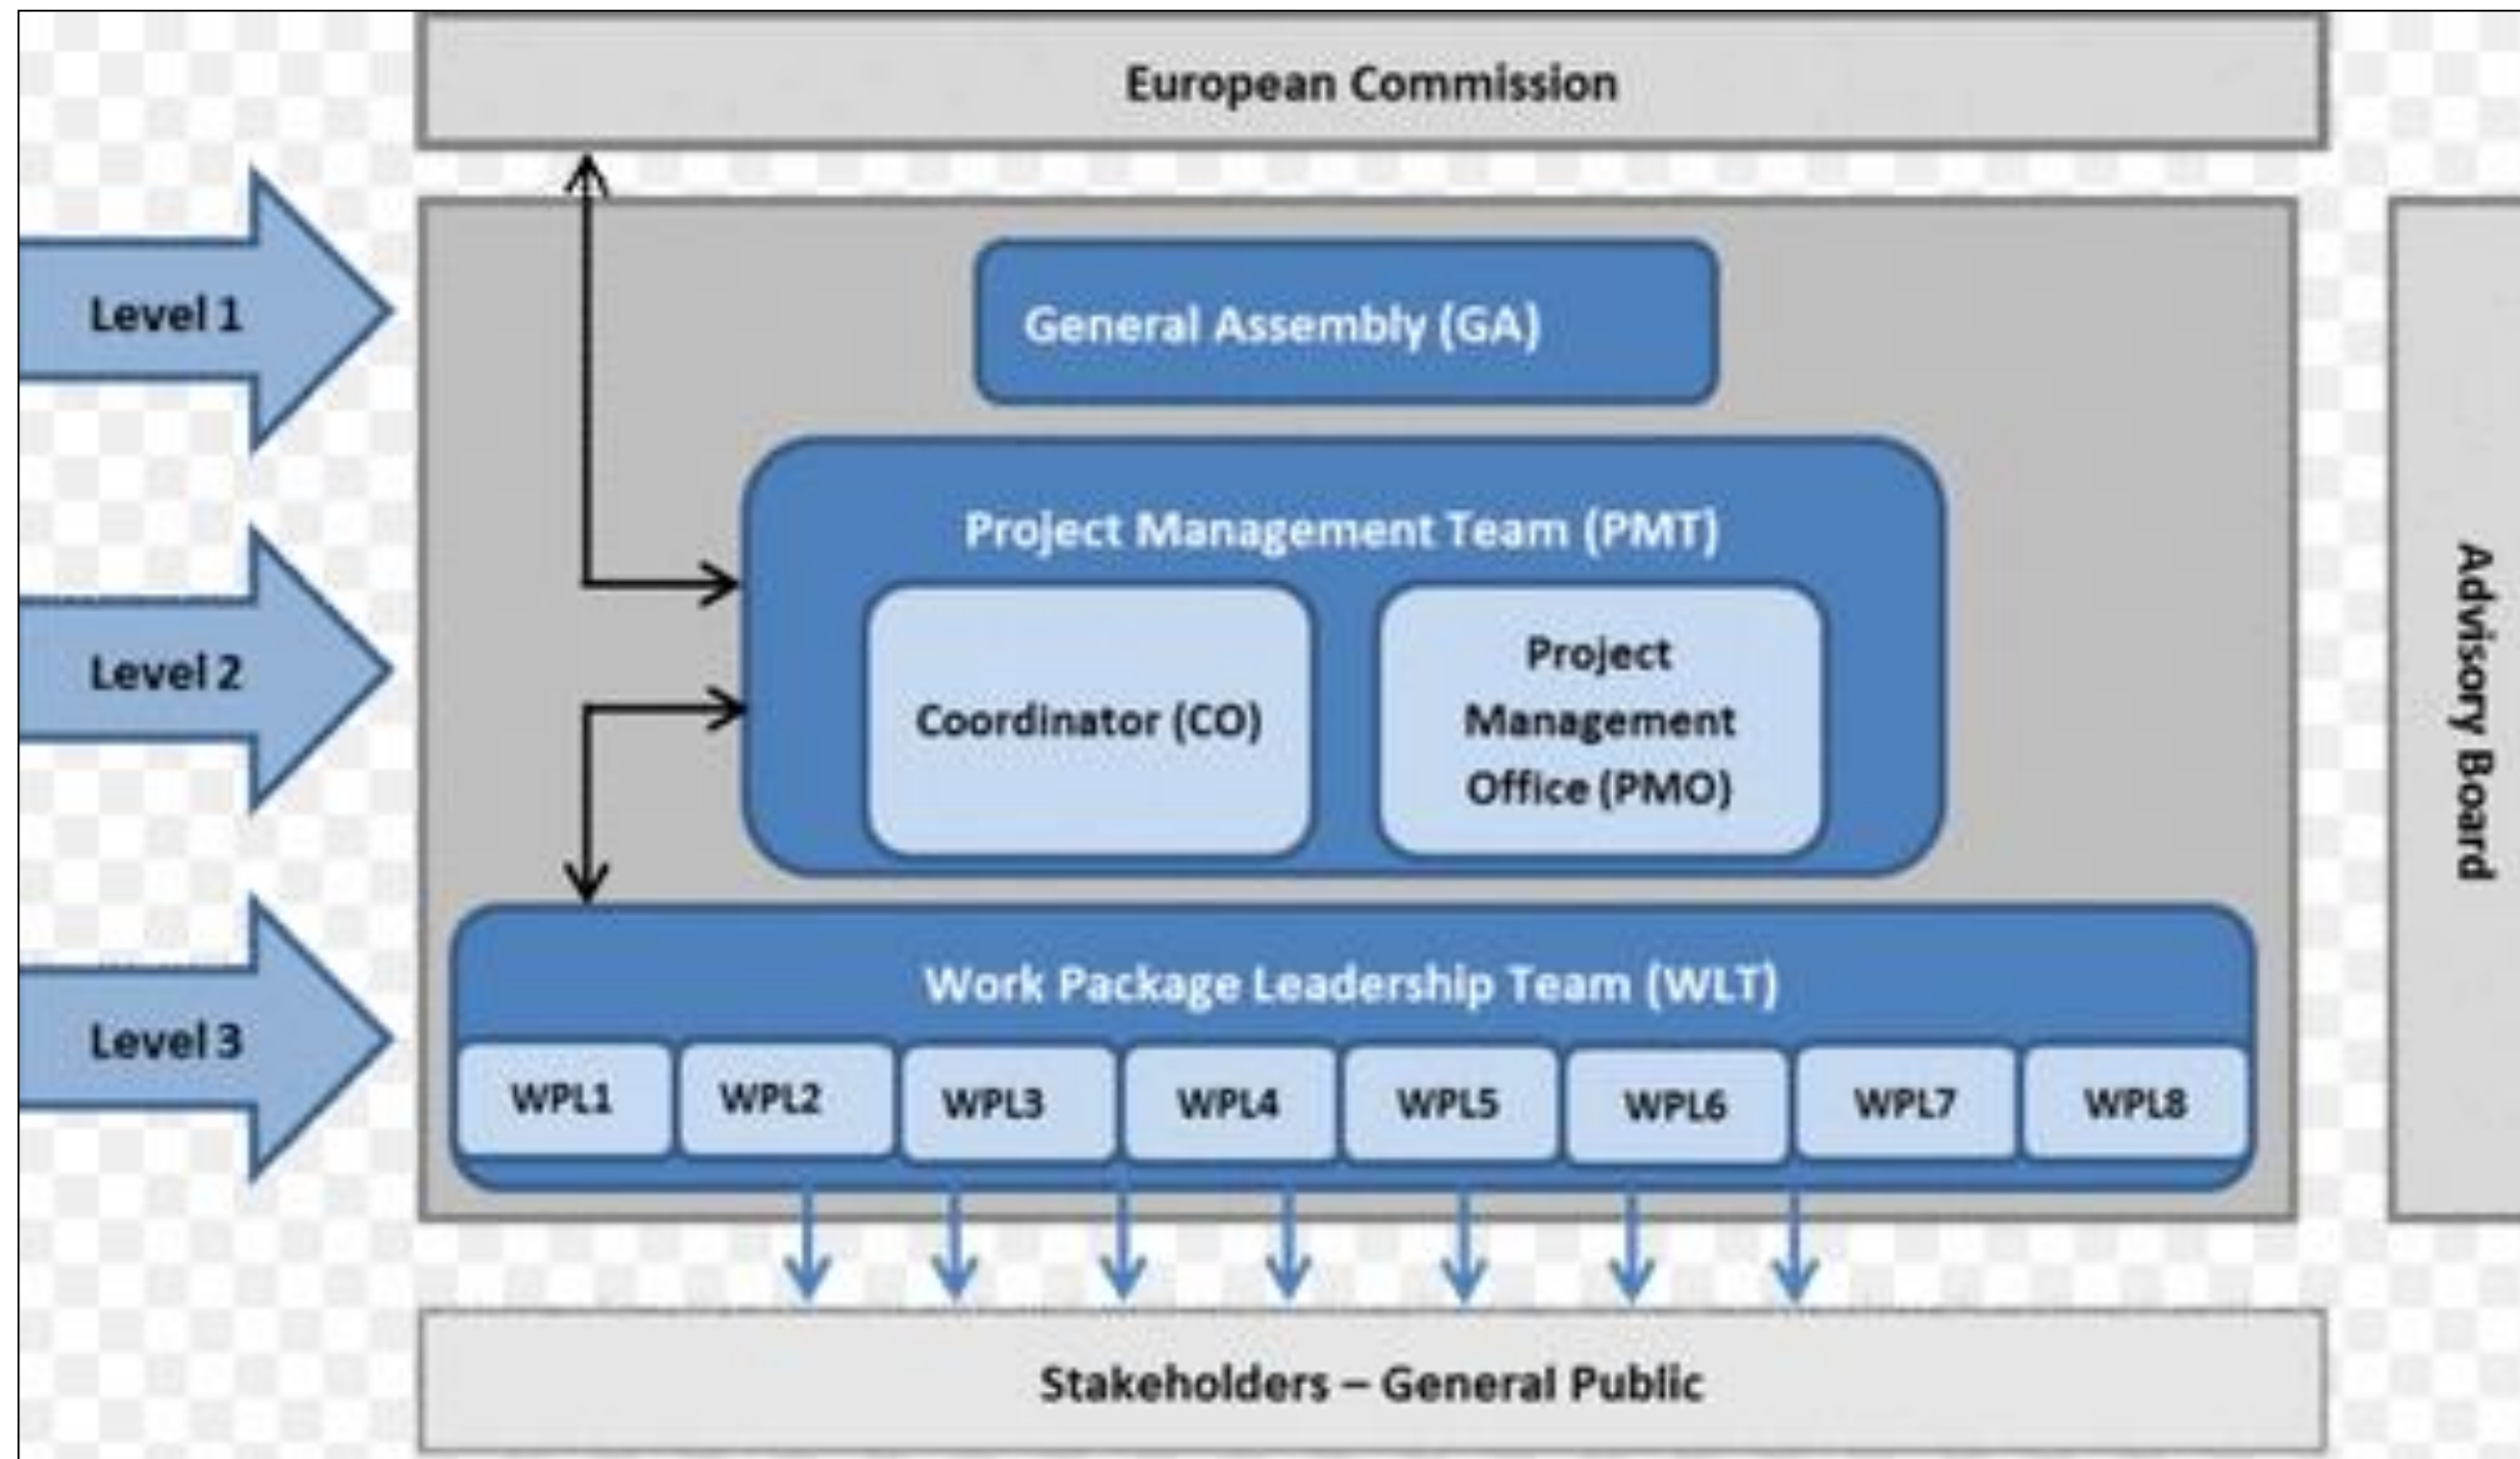 European Commission
Level 1
General Assembly (GA)
Project Management Team (PMT)
Level 2
Coordinator (CO)
Project
Management
Office (PMO)
Advisory Board
Work Package Leadership Team (WLT)
Level 3
WPL1
WPL2
WPL3
WPL4
WPL5
WPL6
WPL7
WPL8
Stakeholders – General Public